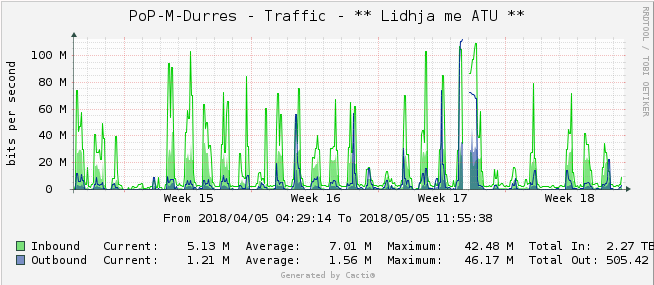 PoP-M-Durres - Traffic - ** Lidhja me ATU **
RRDTOOL / TOBI OETIKER
bits per second
100 M
80 M
60 M
40 M
20 M
0
Week 15 Week 16 Week 17 Week 18
From 2018/04/05 04:29:14 To 2018/05/05 11:55:38
Inbound Current: 5.13 M Average: 7.01 M Maximum: 42.48 M Total In: 2.27 TB
Outbound Current: 1.21 M Average: 1.56 M Maximum: 46.17 M Total Out: 505.42
Generated by Cacti®